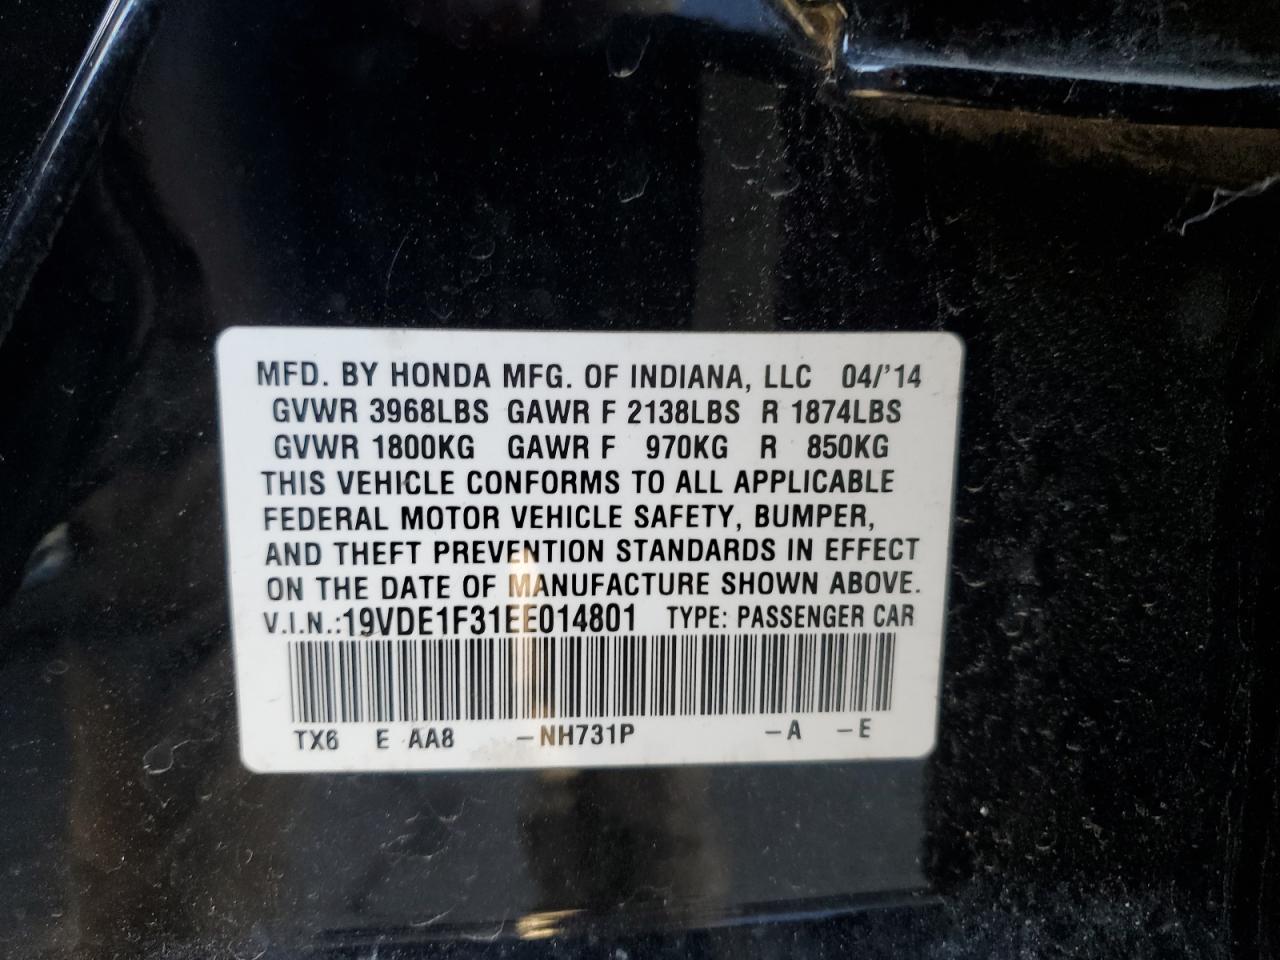 MFD. BY HONDA MFG. OF INDIANA, LLC 04/'14
GVWR 3968LBS GAWR F 2138LBS R 1874LBS
GVWR 1800KG GAWR F 970KG R 850KG
THIS VEHICLE CONFORMS TO ALL APPLICABLE
FEDERAL MOTOR VEHICLE SAFETY, BUMPER,
AND THEFT PREVENTION STANDARDS IN EFFECT
ON THE DATE OF MANUFACTURE SHOWN ABOVE.
V.I.N.:19VDE1F31EE014801 TYPE: PASSENGER CAR
TX6 E AA8 -NH731P -A -E